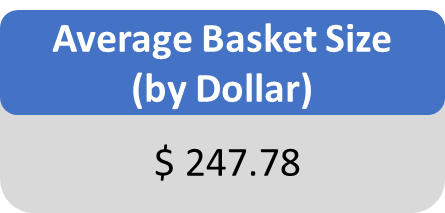 Average Basket Size
(by Dollar)
$ 247.78